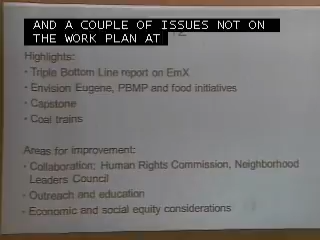 AND A COUPLE OF ISSUES NOT ON
THE WORK PLAN AT
Highlights:
· Triple Bottom Line report on EmX
· Envision Eugene, PBMP and food initiatives
· Capstone
· Coal trains
Areas for improvement:
· Collaboration: Human Rights Commission, Neighborhood
Leaders Council
· Outreach and education
· Economic and social equity considerations